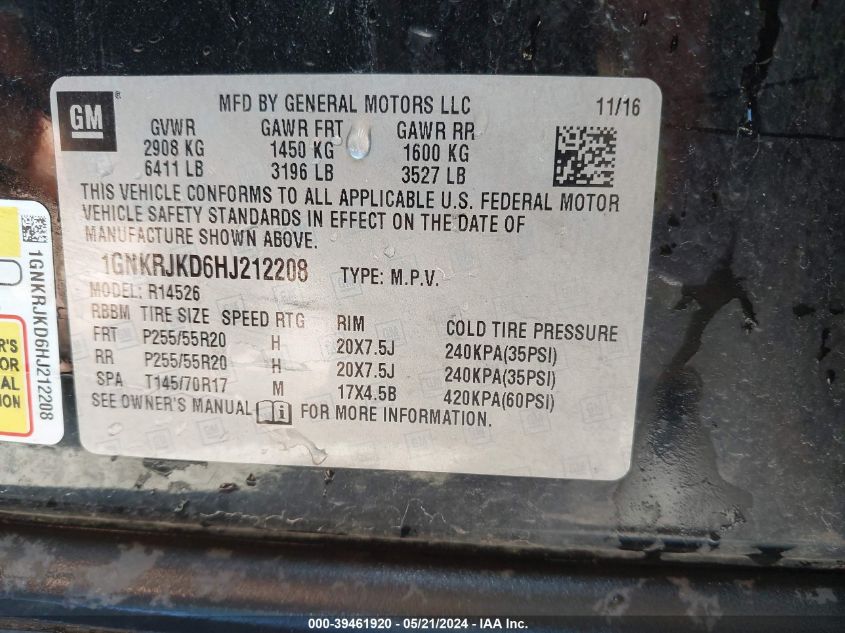 GM
MFD BY GENERAL MOTORS LLC 11/16
GVWR GAWR FRT GAWR RR
2908 KG 1450 KG 1600 KG
6411 LB 3196 LB 3527 LB
THIS VEHICLE CONFORMS TO ALL APPLICABLE U.S. FEDERAL MOTOR
VEHICLE SAFETY STANDARDS IN EFFECT ON THE DATE OF
MANUFACTURE SHOWN ABOVE.
1GNKRJKD6HJ212208 TYPE: M.P.V.
MODEL: R14526
RBBM TIRE SIZE SPEED RTG RIM COLD TIRE PRESSURE
FRT P255/55R20 H 20X7.5J 240KPA(35PSI)
RR P255/55R20 H 20X7.5J 240KPA(35PSI)
SPA T145/70R17 M 17X4.5B 420KPA(60PSI)
SEE OWNER'S MANUAL i FOR MORE INFORMATION.
1GNKRJKD6HJ212208
000-39461920 - 05/21/2024 - IAA Inc.